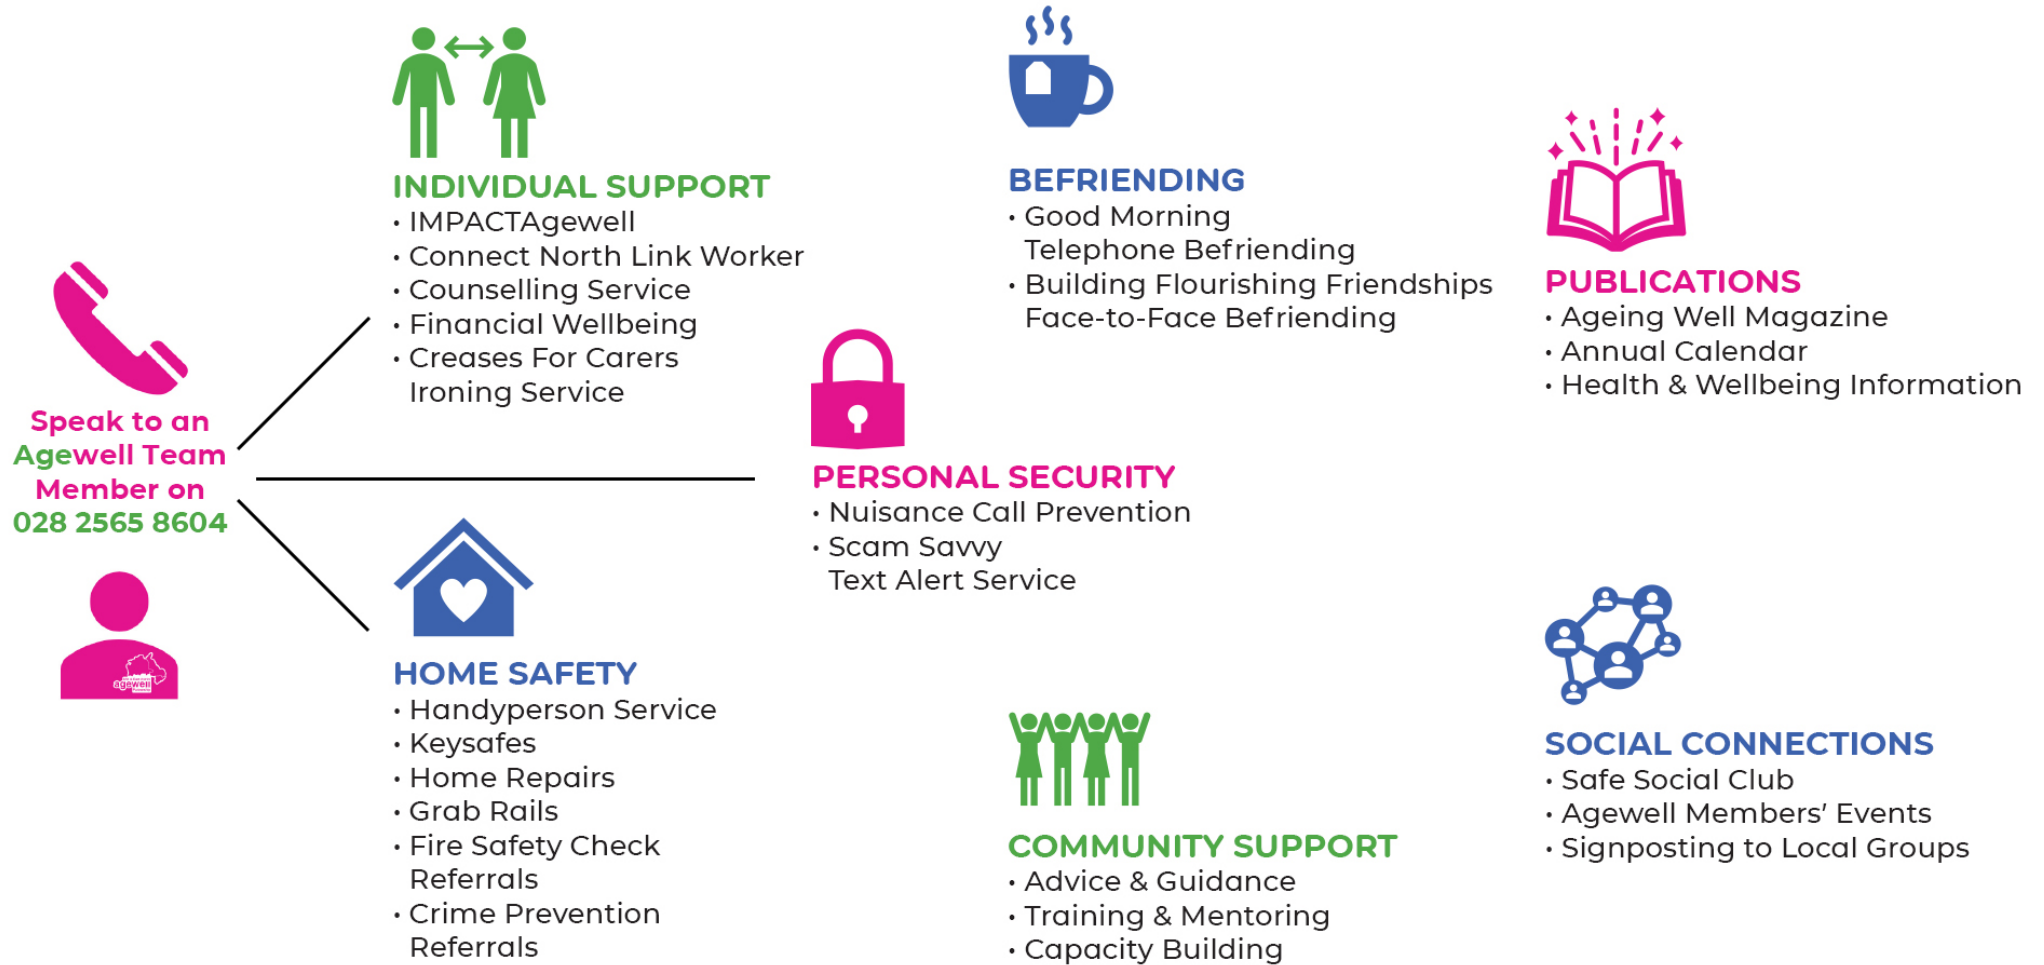 Speak to an
Agewell Team
Member on
028 2565 8604
agewell
INDIVIDUAL SUPPORT
• IMPACTAgewell
• Connect North Link Worker
• Counselling Service
• Financial Wellbeing
• Creases For Carers
Ironing Service
HOME SAFETY
• Handyperson Service
• Keysafes
• Home Repairs
• Grab Rails
• Fire Safety Check
Referrals
• Crime Prevention
Referrals
PERSONAL SECURITY
• Nuisance Call Prevention
• Scam Savvy
Text Alert Service
BEFRIENDING
• Good Morning
Telephone Befriending
• Building Flourishing Friendships
Face-to-Face Befriending
COMMUNITY SUPPORT
• Advice & Guidance
• Training & Mentoring
• Capacity Building
PUBLICATIONS
• Ageing Well Magazine
• Annual Calendar
• Health & Wellbeing Information
SOCIAL CONNECTIONS
• Safe Social Club
• Agewell Members' Events
• Signposting to Local Groups